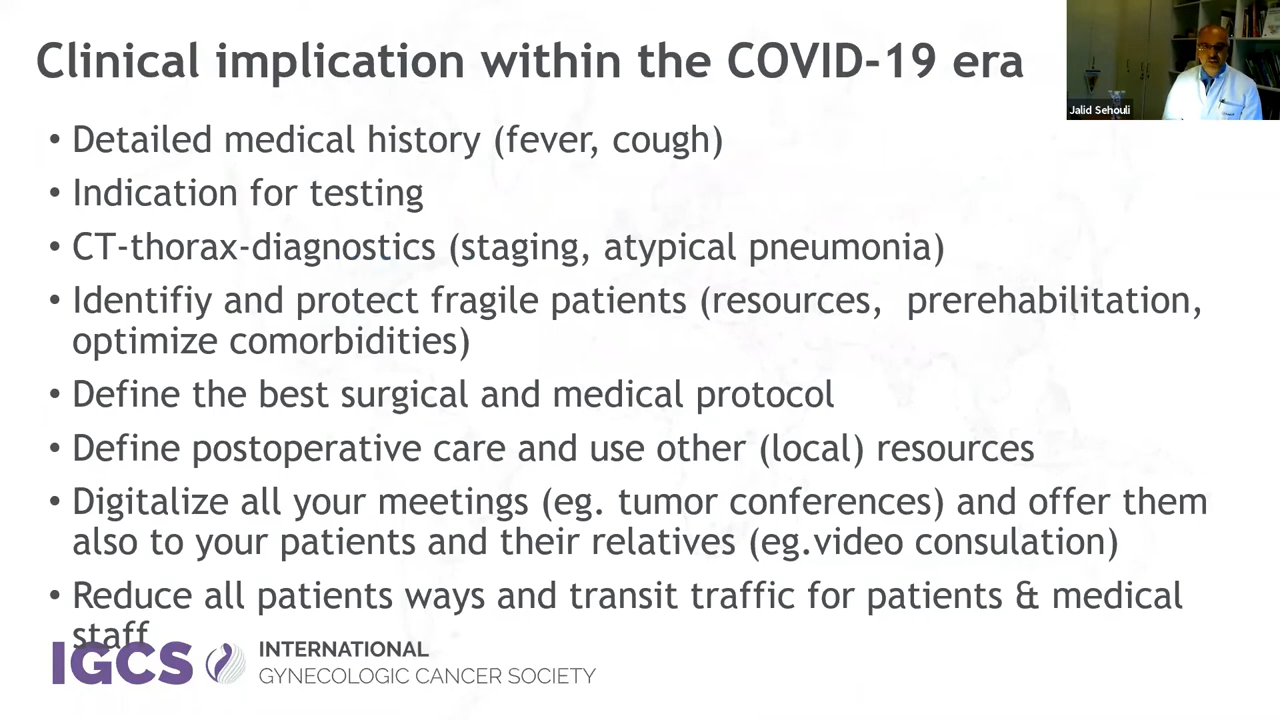 Clinical implication within the COVID-19 era
Jalid Sehouli
• Detailed medical history (fever, cough)
• Indication for testing
• CT-thorax-diagnostics (staging, atypical pneumonia)
• Identifiy and protect fragile patients (resources, prerehabilitation,
optimize comorbidities)
• Define the best surgical and medical protocol
• Define postoperative care and use other (local) resources
• Digitalize all your meetings (eg. tumor conferences) and offer them
also to your patients and their relatives (eg.video consulation)
• Reduce all patients ways and transit traffic for patients & medical
staff
IGCS
INTERNATIONAL
GYNECOLOGIC CANCER SOCIETY